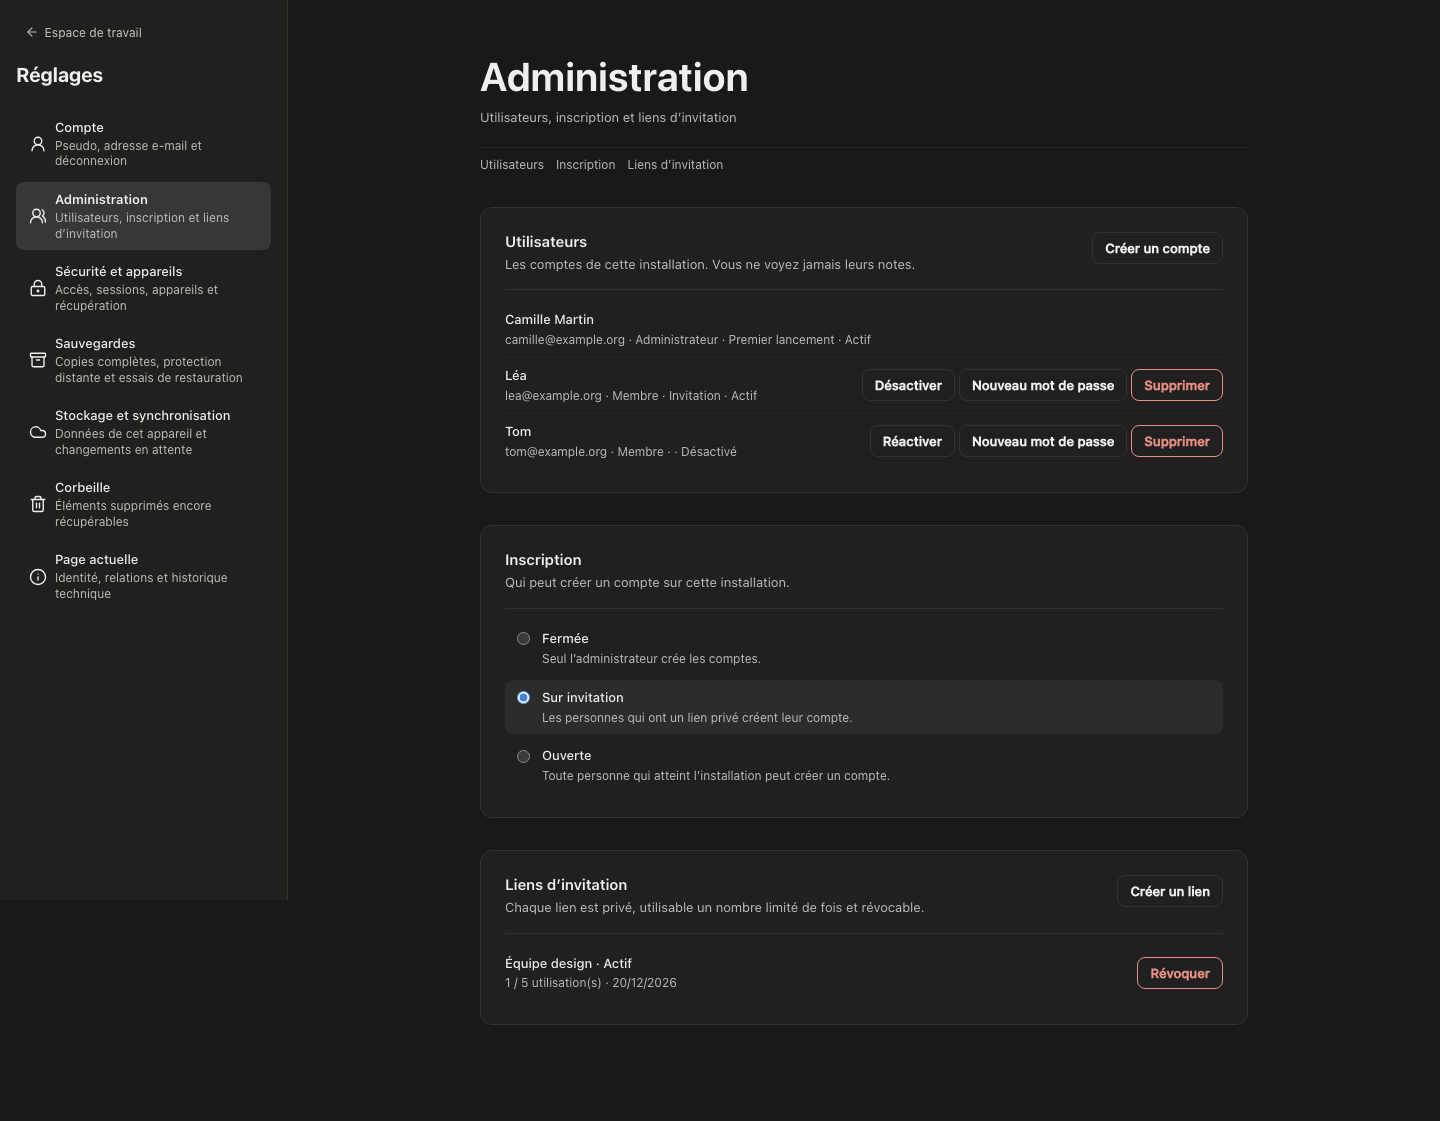 Espace de travail
Réglages
Compte
Pseudo, adresse e-mail et
déconnexion
Administration
Utilisateurs, inscription et liens
d’invitation
Sécurité et appareils
Accès, sessions, appareils et
récupération
Sauvegardes
Copies complètes, protection
distante et essais de restauration
Stockage et synchronisation
Données de cet appareil et
changements en attente
Corbeille
Éléments supprimés encore
récupérables
Page actuelle
Identité, relations et historique
technique
Administration
Utilisateurs, inscription et liens d’invitation
Utilisateurs Inscription Liens d’invitation
Utilisateurs
Créer un compte
Les comptes de cette installation. Vous ne voyez jamais leurs notes.
Camille Martin
camille@example.org · Administrateur · Premier lancement · Actif
Léa
lea@example.org · Membre · Invitation · Actif
Désactiver Nouveau mot de passe Supprimer
Tom
tom@example.org · Membre · · Désactivé
Réactiver Nouveau mot de passe Supprimer
Inscription
Qui peut créer un compte sur cette installation.
Fermée
Seul l’administrateur crée les comptes.
Sur invitation
Les personnes qui ont un lien privé créent leur compte.
Ouverte
Toute personne qui atteint l’installation peut créer un compte.
Liens d’invitation
Créer un lien
Chaque lien est privé, utilisable un nombre limité de fois et révocable.
Équipe design · Actif
1 / 5 utilisation(s) · 20/12/2026
Révoquer